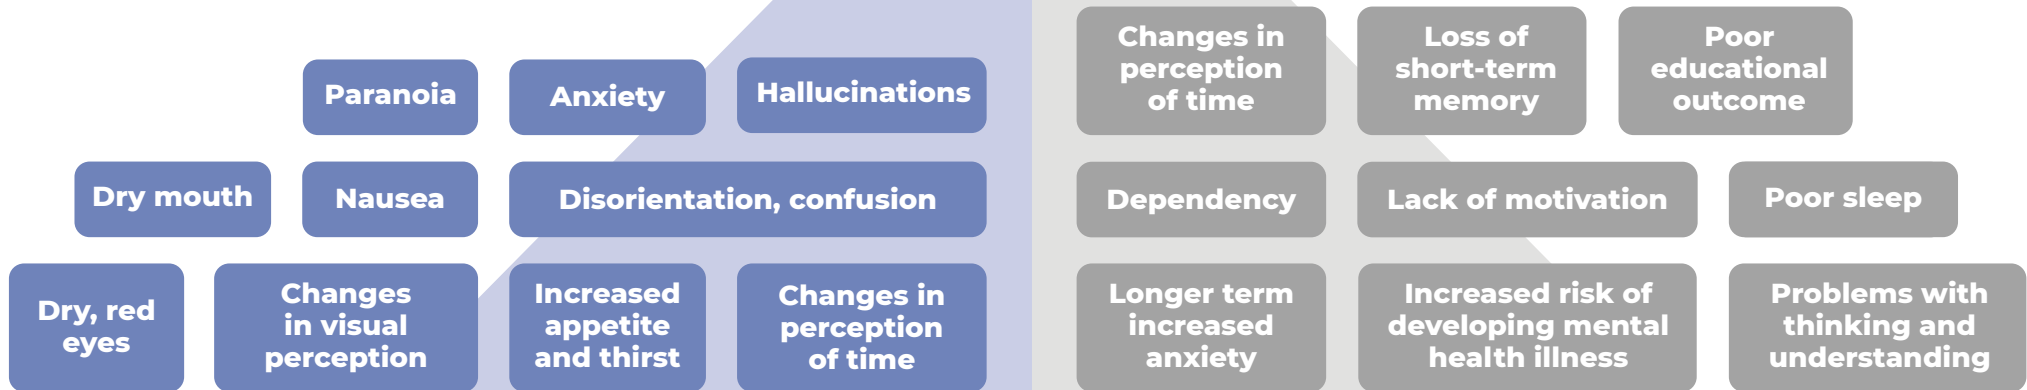 Paranoia
Anxiety
Hallucinations
Dry mouth
Nausea
Disorientation, confusion
Dry, red
eyes
Changes
in visual
perception
Increased
appetite
and thirst
Changes in
perception
of time
Changes in
perception
of time
Loss of
short-term
memory
Poor
educational
outcome
Dependency
Lack of motivation
Poor sleep
Longer term
increased
anxiety
Increased risk of
developing mental
health illness
Problems with
thinking and
understanding